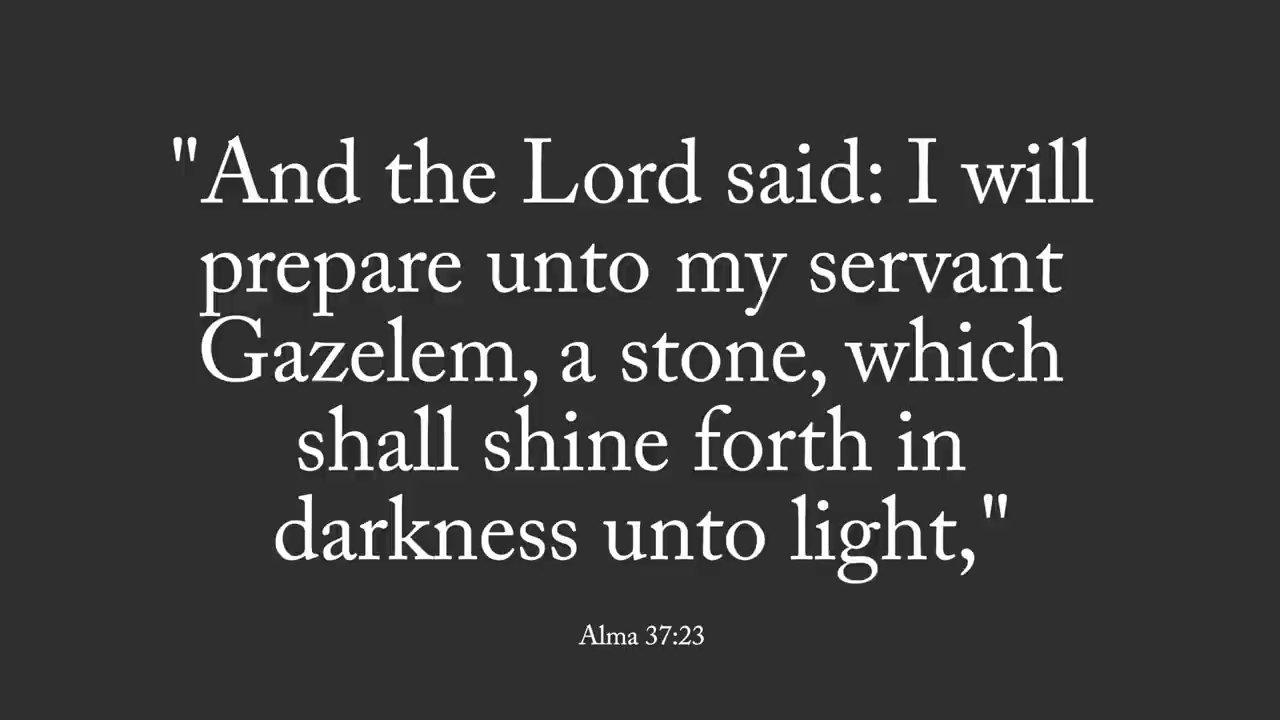 "And the Lord said: I will
prepare unto my servant
Gazelem, a stone, which
shall shine forth in
darkness unto light,"
Alma 37:23